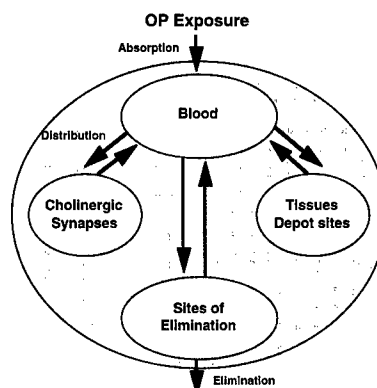 OP Exposure
Absorption
Blood
Distribution
Cholinergic
Synapses
Tissues
Depot sites
Sites of
Elimination
Elimination